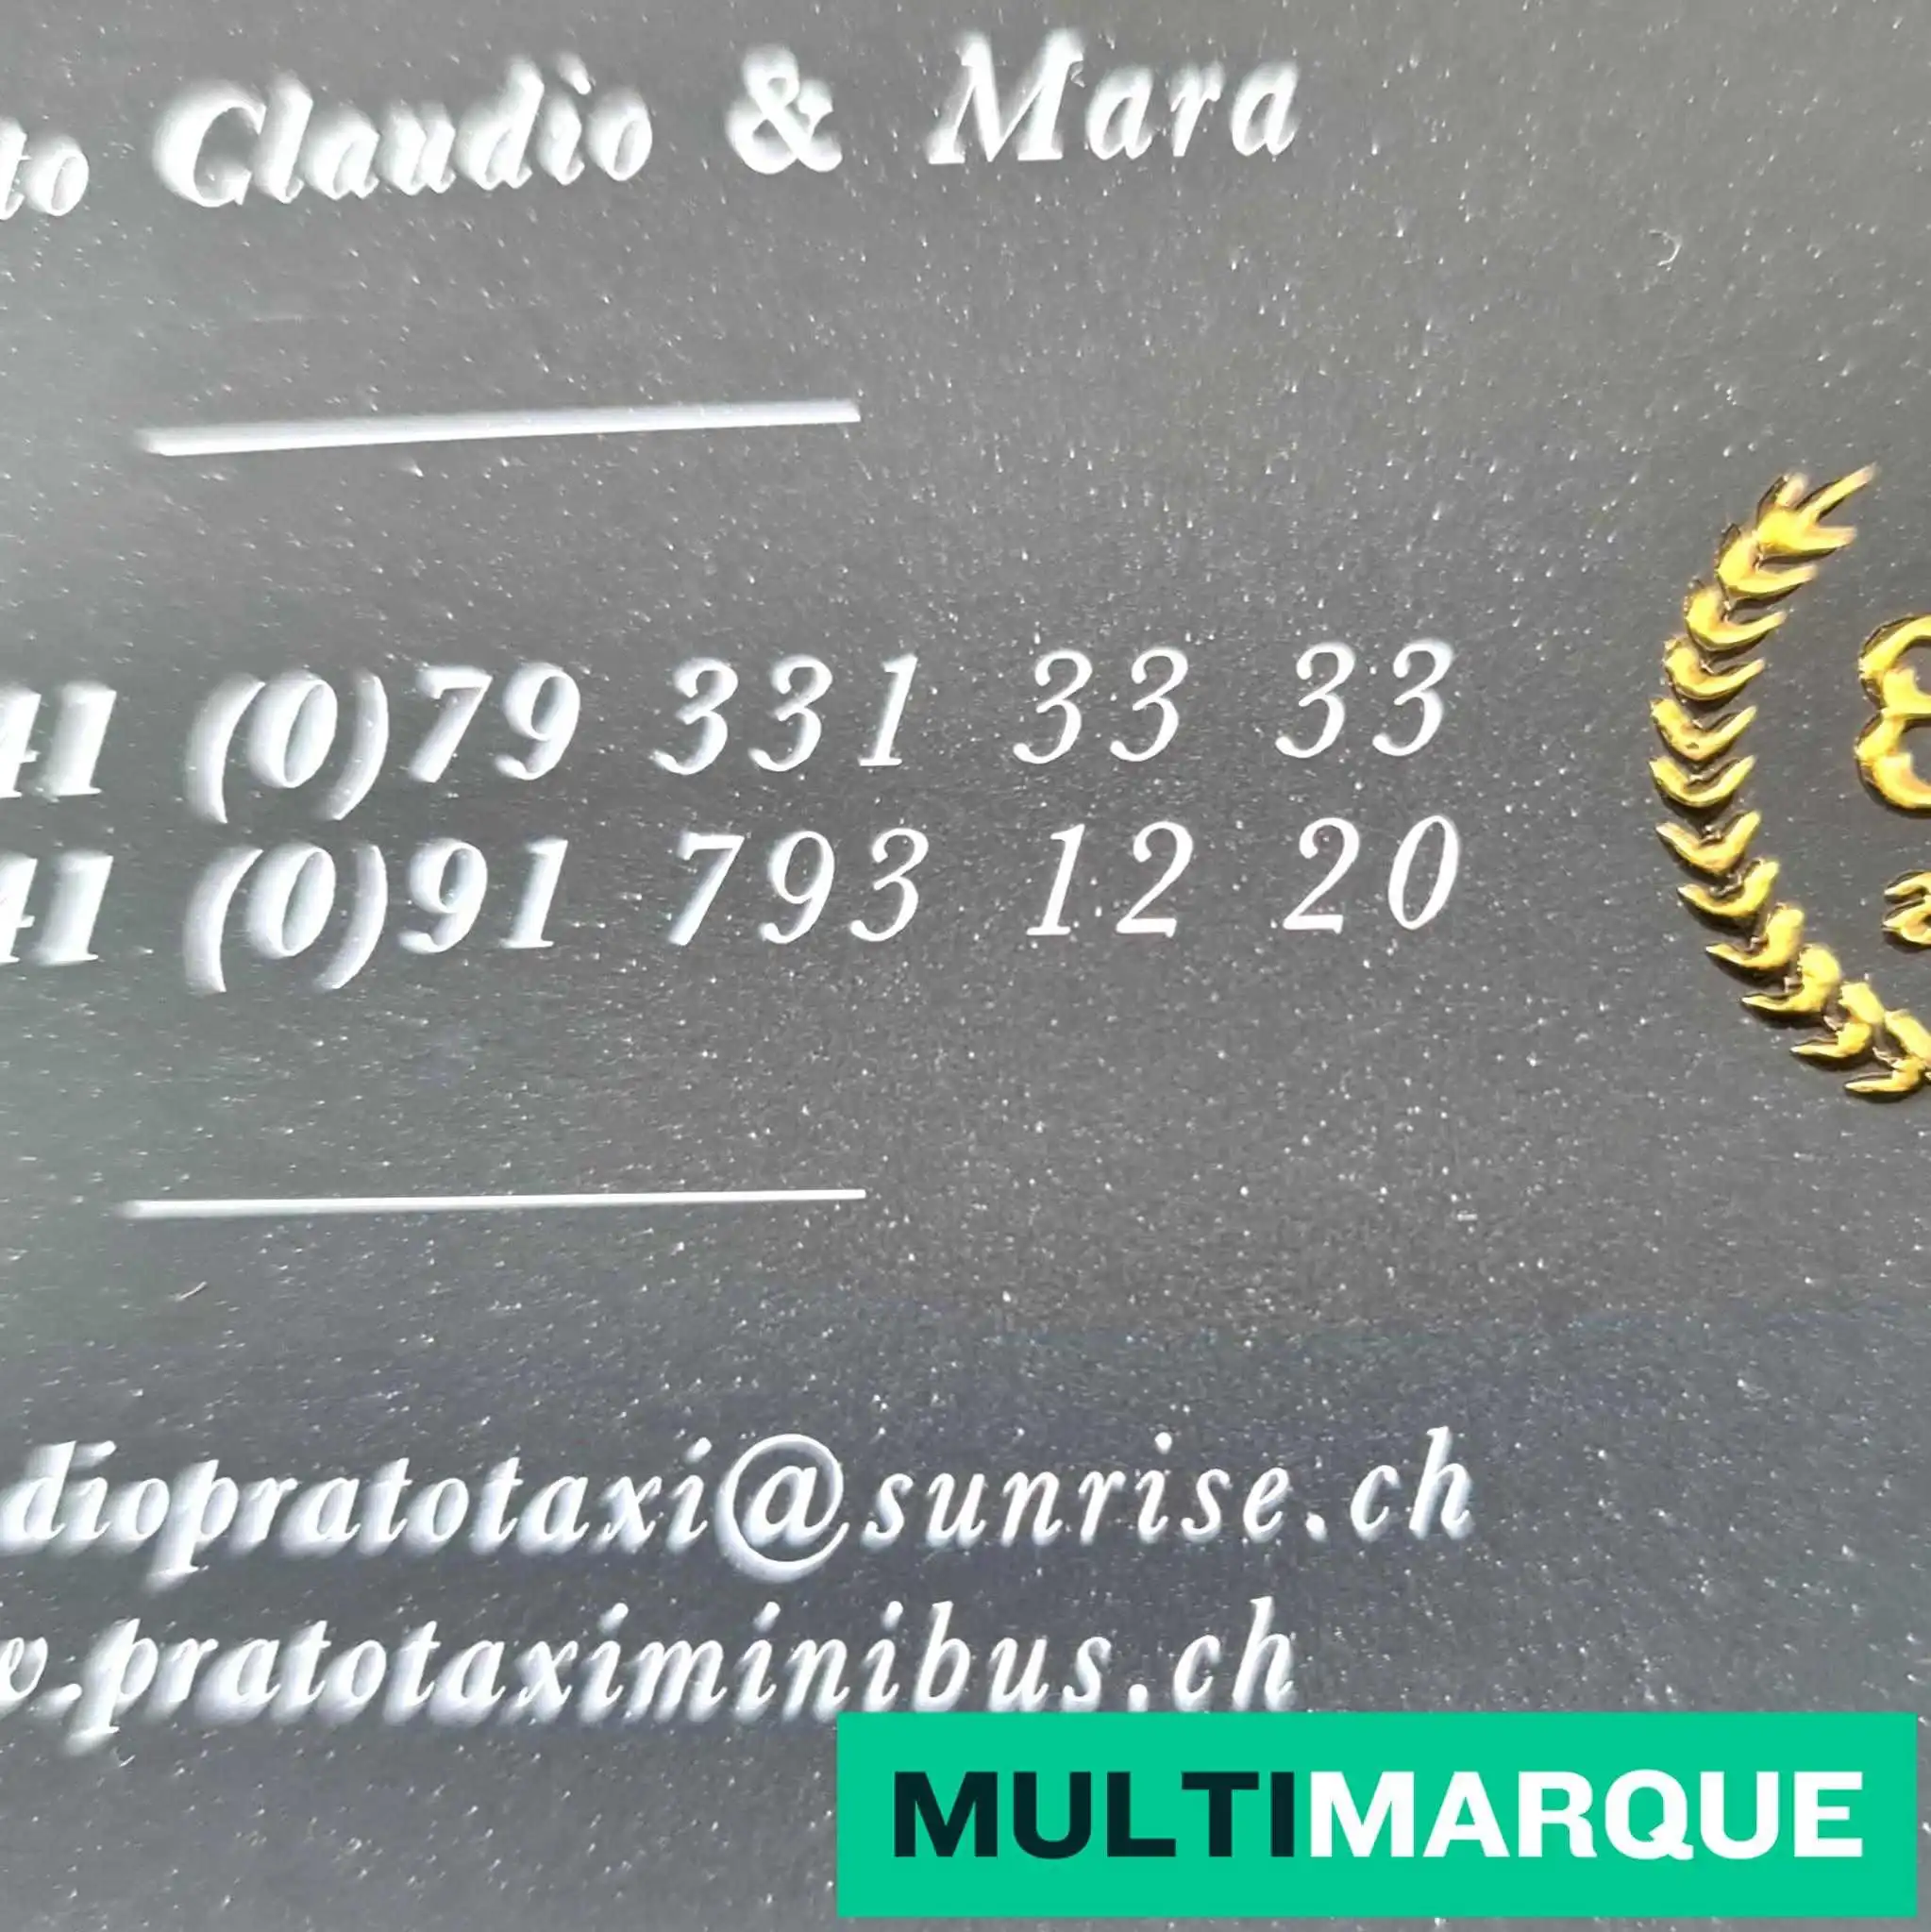 to Claudio & Mara
41 (0)79 331 33 33
41 (0)91 793 12 20
diopratotaxi@sunrise.ch
w.pratotaximinibus.ch
MULTIMARQUE